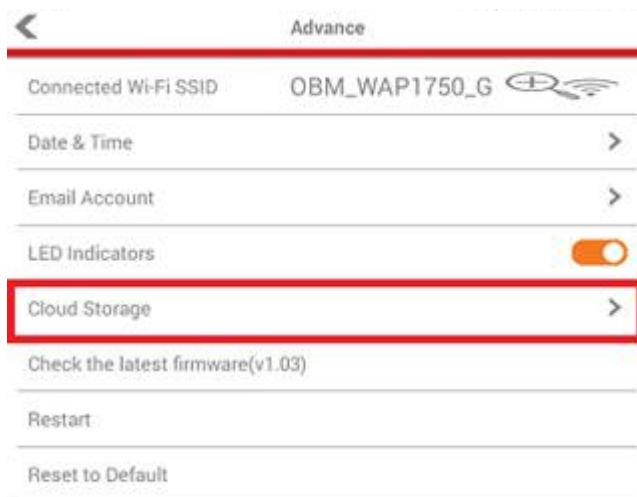 Advance
Connected Wi-Fi SSID OBM_WAP1750_G
Date & Time
Email Account
LED Indicators
Cloud Storage
Check the latest firmware(v1.03)
Restart
Reset to Default